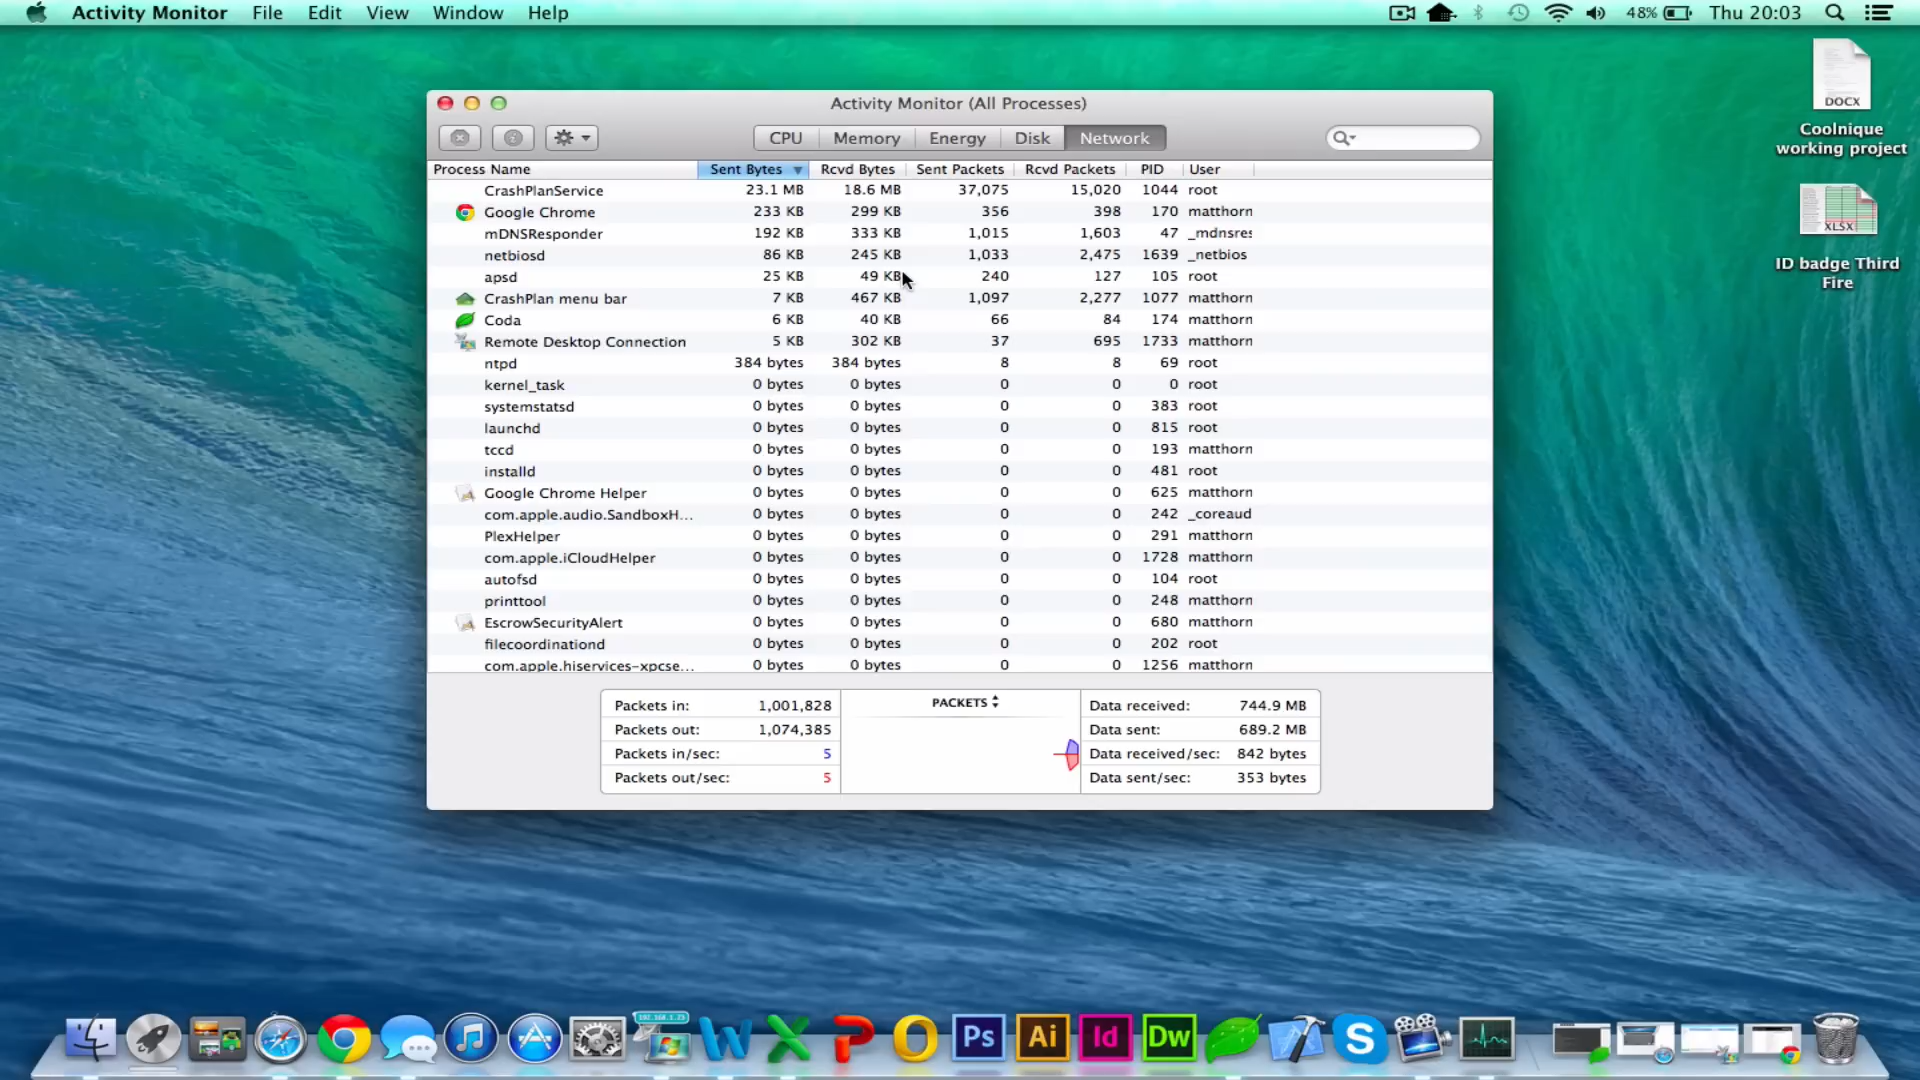 Activity Monitor File Edit View Window Help 48% Thu 20:03
DOCX
Coolnique
working project
XLSX
ID badge Third
Fire
Activity Monitor (All Processes)
CPU Memory Energy Disk Network
Process Name Sent Bytes Rcvd Bytes Sent Packets Rcvd Packets PID User
CrashPlanService 23.1 MB 18.6 MB 37,075 15,020 1044 root
Google Chrome 233 KB 299 KB 356 398 170 matthorn
mDNSResponder 192 KB 333 KB 1,015 1,603 47 _mdnsres
netbiosd 86 KB 245 KB 1,033 2,475 1639 _netbios
apsd 25 KB 49 KB 240 127 105 root
CrashPlan menu bar 7 KB 467 KB 1,097 2,277 1077 matthorn
Coda 6 KB 40 KB 66 84 174 matthorn
Remote Desktop Connection 5 KB 302 KB 37 695 1733 matthorn
ntpd 384 bytes 384 bytes 8 8 69 root
kernel_task 0 bytes 0 bytes 0 0 0 root
systemstatsd 0 bytes 0 bytes 0 0 383 root
launchd 0 bytes 0 bytes 0 0 815 root
tccd 0 bytes 0 bytes 0 0 193 matthorn
installd 0 bytes 0 bytes 0 0 481 root
Google Chrome Helper 0 bytes 0 bytes 0 0 625 matthorn
com.apple.audio.SandboxH... 0 bytes 0 bytes 0 0 242 _coreaud
PlexHelper 0 bytes 0 bytes 0 0 291 matthorn
com.apple.iCloudHelper 0 bytes 0 bytes 0 0 1728 matthorn
autofsd 0 bytes 0 bytes 0 0 104 root
printtool 0 bytes 0 bytes 0 0 248 matthorn
EscrowSecurityAlert 0 bytes 0 bytes 0 0 680 matthorn
filecoordinationd 0 bytes 0 bytes 0 0 202 root
com.apple.hiservices-xpcse... 0 bytes 0 bytes 0 0 1256 matthorn
Packets in: 1,001,828 PACKETS Data received: 744.9 MB
Packets out: 1,074,385 Data sent: 689.2 MB
Packets in/sec: 5 Data received/sec: 842 bytes
Packets out/sec: 5 Data sent/sec: 353 bytes
192.168.1.23
Ps Ai Id Dw